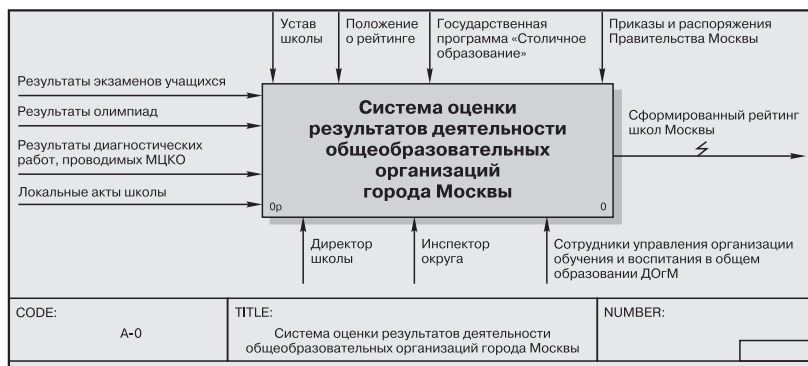 Устав
школы
Положение
о рейтинге
Государственная
программа «Столичное
образование»
Приказы и распоряжения
Правительства Москвы
Результаты экзаменов учащихся
Результаты олимпиад
Результаты диагностических
работ, проводимых МЦКО
Локальные акты школы
Система оценки
результатов деятельности
общеобразовательных
организаций
города Москвы
0р
0
Сформированный рейтинг
школ Москвы
Директор
школы
Инспектор
округа
Сотрудники управления организации
обучения и воспитания в общем
образовании ДОгМ
CODE:
А-0
TITLE:
Система оценки результатов деятельности
общеобразовательных организаций города Москвы
NUMBER: